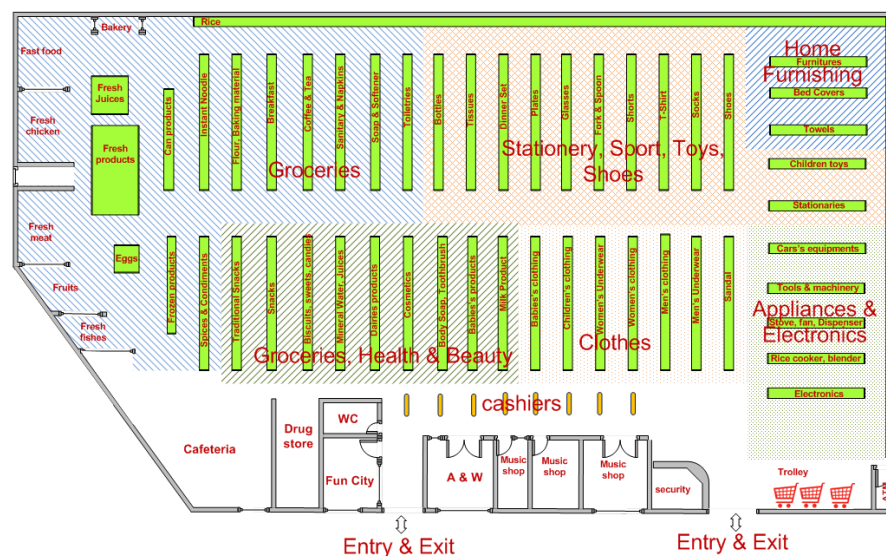 Rice
Bakery
Fast food
Fresh
Juices
Fresh
chicken
Fresh
products
Can products
Instant Noodle
Flour, Baking material
Breakfast
Coffee & Tea
Sanitary & Napkins
Soap & Softener
Toiletries
Bottles
Tissues
Dinner Set
Plates
Glasses
Fork & Spoon
Shorts
T-Shirt
Socks
Shoes
Groceries
Stationery, Sport, Toys,
Shoes
Home
Furnishing
Furnitures
Bed Covers
Towels
Children toys
Stationaries
Cars's equipments
Tools & machinery
Appliances &
Electronics
Stove, fan, Dispenser
Rice cooker, blender
Electronics
Fresh
meat
Eggs
Fruits
Fresh
fishes
Frozen products
Spices & Condiments
Traditional Snacks
Snacks
Biscuits, sweets, candies
Mineral Water, Juices
Dairies products
Cosmetics
Body Soap, Toothbrush
Babies's products
Milk Product
Babies's clothing
Children's clothing
Women's Underwear
Women's clothing
Men's clothing
Men's Underwear
Sandal
Groceries, Health & Beauty
Clothes
cashiers
Cafeteria
Drug
store
WC
Fun City
A & W
Music
shop
Music
shop
Music
shop
security
Trolley
ATM
Entry & Exit
Entry & Exit